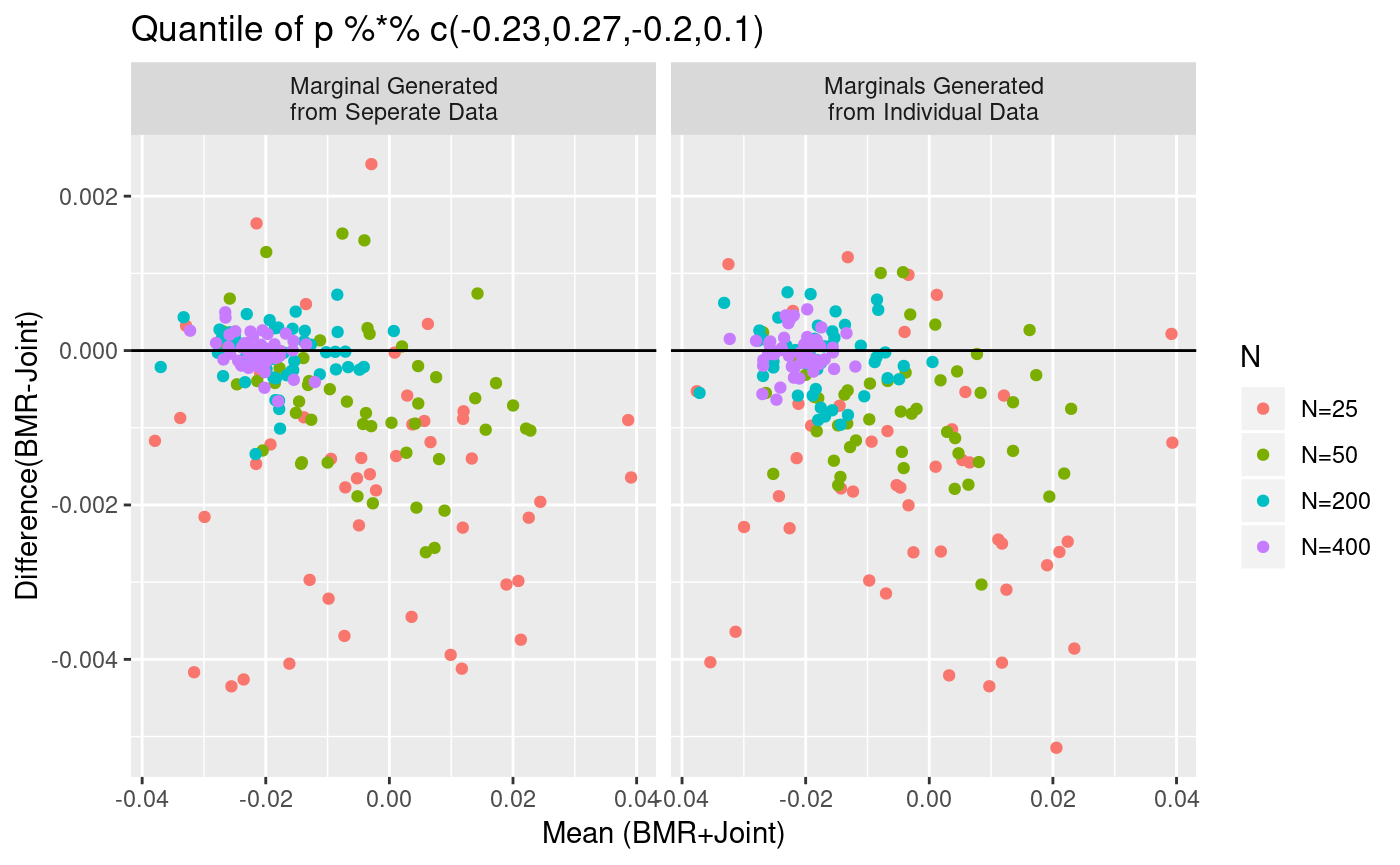 Quantile of p %*% c(-0.23,0.27,-0.2,0.1)
Marginal Generated
from Seperate Data
Marginals Generated
from Individual Data
Difference(BMR-Joint)
0.002
0.000
-0.002
-0.004
-0.04
-0.02
0.00
0.02
0.04
-0.04
-0.02
0.00
0.02
0.04
Mean (BMR+Joint)
N
N=25
N=50
N=200
N=400